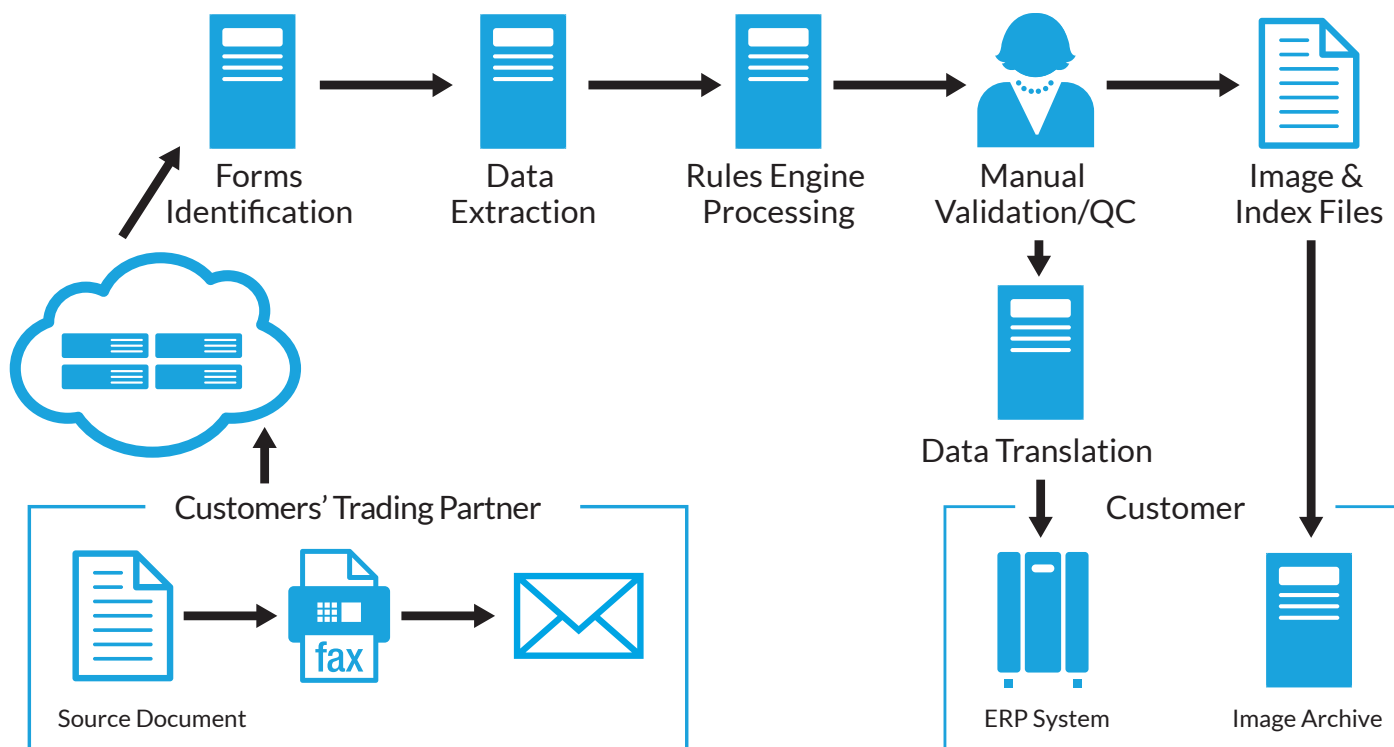 Forms
Identification
Data
Extraction
Rules Engine
Processing
Manual
Validation/QC
Image &
Index Files
Data Translation
Customers’ Trading Partner
fax
Source Document
Customer
ERP System
Image Archive